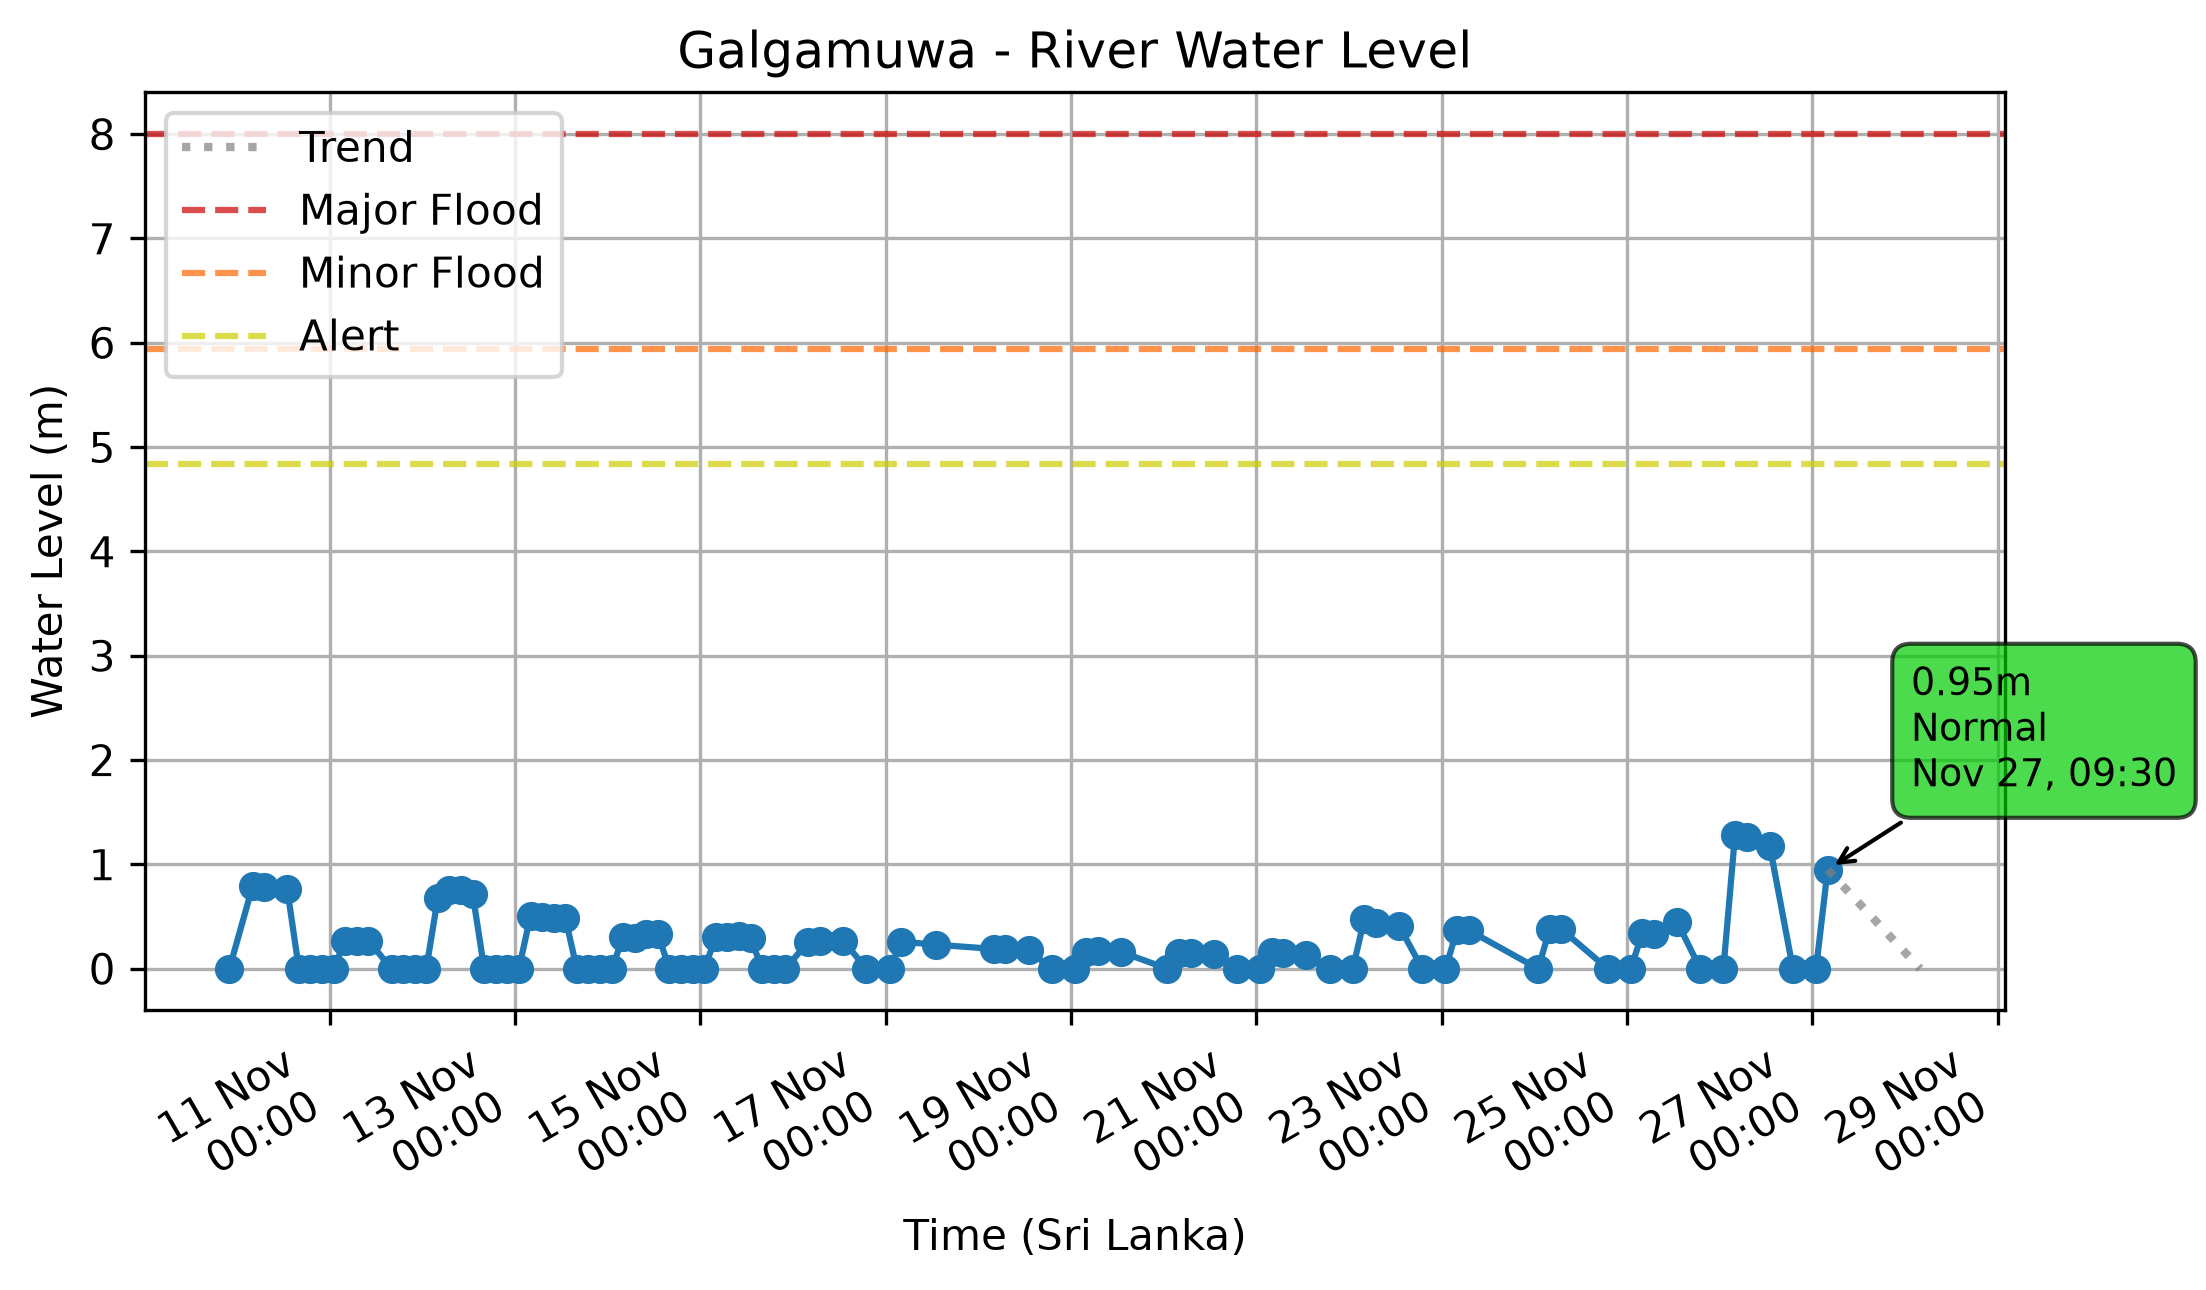 Galgamuwa - River Water Level
Trend
Major Flood
Minor Flood
Alert
Water Level (m)
8
7
6
5
4
3
2
1
0
0.95m
Normal
Nov 27, 09:30
11 Nov
00:00
13 Nov
00:00
15 Nov
00:00
17 Nov
00:00
19 Nov
00:00
21 Nov
00:00
23 Nov
00:00
25 Nov
00:00
27 Nov
00:00
29 Nov
00:00
Time (Sri Lanka)